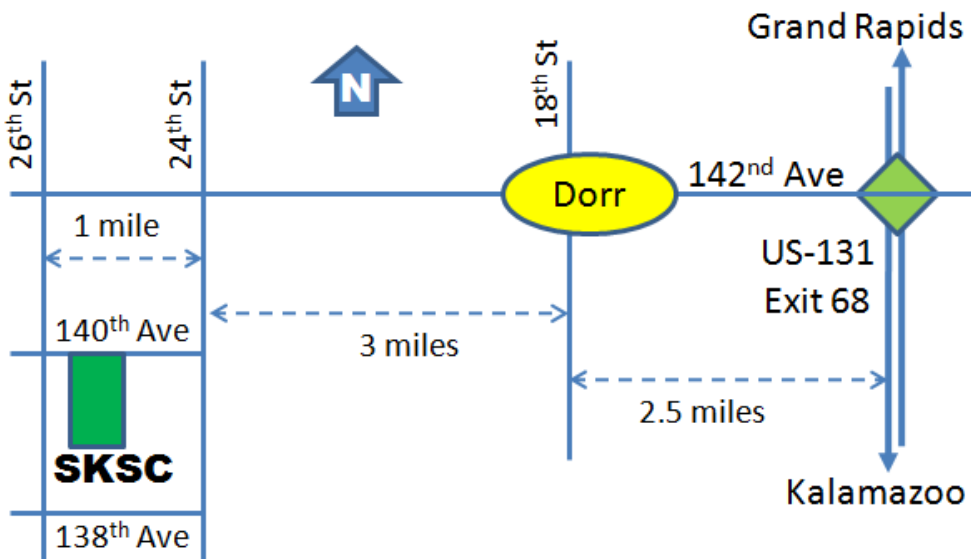 Grand Rapids
26th St
24th St
N
18th St
Dorr
142nd Ave
1 mile
US-131
Exit 68
140th Ave
3 miles
2.5 miles
SKSC
Kalamazoo
138th Ave